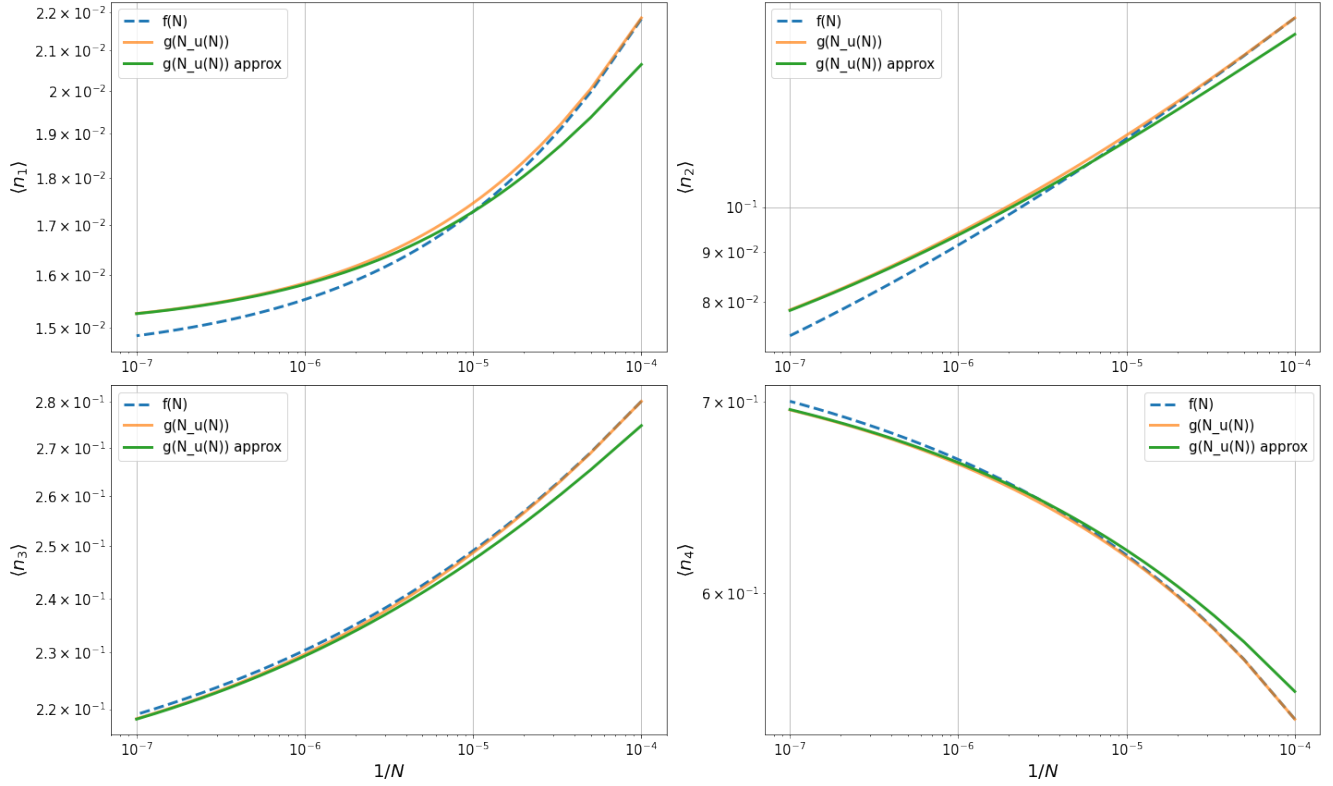 2.2 × 10⁻²
2.1 × 10⁻²
2 × 10⁻²
1.9 × 10⁻²
1.8 × 10⁻²
1.7 × 10⁻²
1.6 × 10⁻²
1.5 × 10⁻²
⟨n₁⟩
f(N)
g(N_u(N))
g(N_u(N)) approx
10⁻⁷ 10⁻⁶ 10⁻⁵ 10⁻⁴
10⁻¹
9 × 10⁻²
8 × 10⁻²
⟨n₂⟩
f(N)
g(N_u(N))
g(N_u(N)) approx
10⁻⁷ 10⁻⁶ 10⁻⁵ 10⁻⁴
2.8 × 10⁻¹
2.7 × 10⁻¹
2.6 × 10⁻¹
2.5 × 10⁻¹
2.4 × 10⁻¹
2.3 × 10⁻¹
2.2 × 10⁻¹
⟨n₃⟩
f(N)
g(N_u(N))
g(N_u(N)) approx
10⁻⁷ 10⁻⁶ 10⁻⁵ 10⁻⁴
1/N
7 × 10⁻¹
6 × 10⁻¹
⟨n₄⟩
f(N)
g(N_u(N))
g(N_u(N)) approx
10⁻⁷ 10⁻⁶ 10⁻⁵ 10⁻⁴
1/N